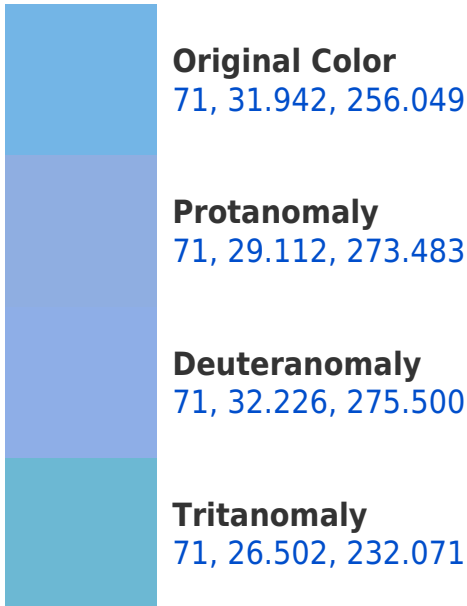 Original Color
71, 31.942, 256.049
Protanomaly
71, 29.112, 273.483
Deuteranomaly
71, 32.226, 275.500
Tritanomaly
71, 26.502, 232.071